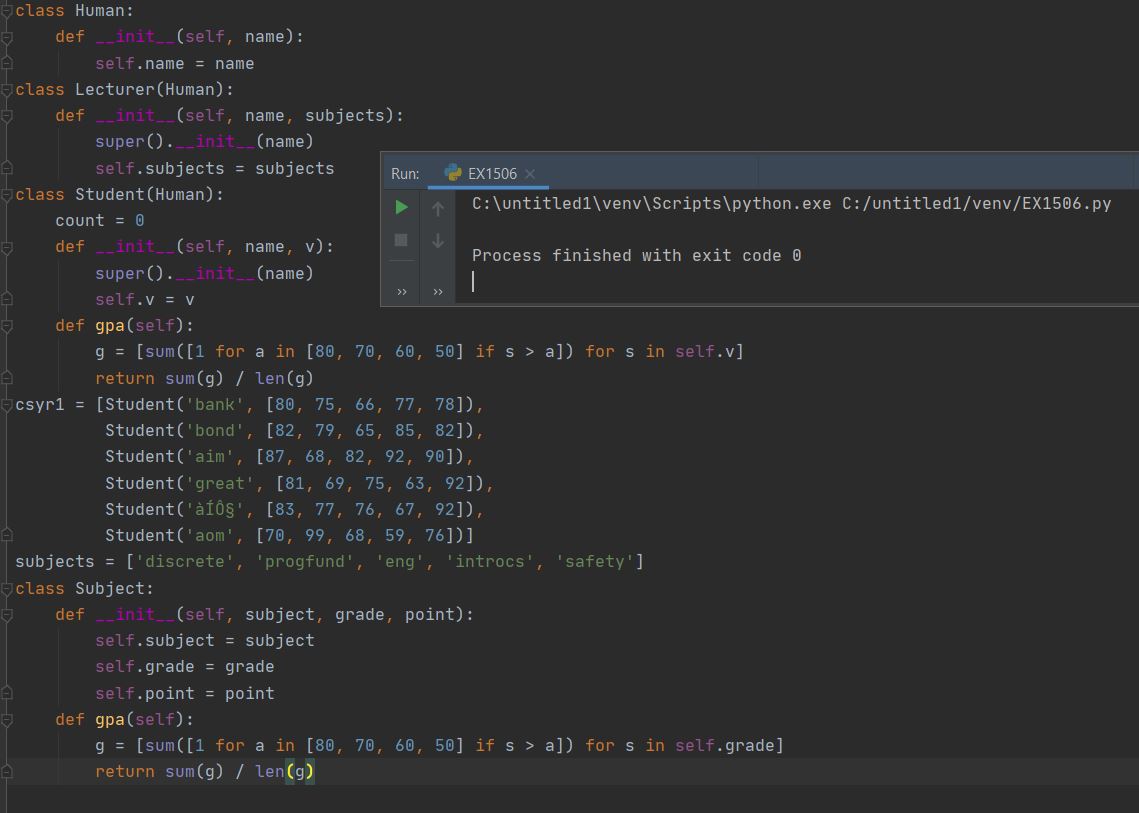 class Human:
    def __init__(self, name):
        self.name = name
class Lecturer(Human):
    def __init__(self, name, subjects):
        super().__init__(name)
        self.subjects = subjects
class Student(Human):
    count = 0
    def __init__(self, name, v):
        super().__init__(name)
        self.v = v
    def gpa(self):
        g = [sum([1 for a in [80, 70, 60, 50] if s > a]) for s in self.v]
        return sum(g) / len(g)
csyr1 = [Student('bank', [80, 75, 66, 77, 78]),
         Student('bond', [82, 79, 65, 85, 82]),
         Student('aim', [87, 68, 82, 92, 90]),
         Student('great', [81, 69, 75, 63, 92]),
         Student('àÍÔ§', [83, 77, 76, 67, 92]),
         Student('aom', [70, 99, 68, 59, 76])]
subjects = ['discrete', 'progfund', 'eng', 'introcs', 'safety']
class Subject:
    def __init__(self, subject, grade, point):
        self.subject = subject
        self.grade = grade
        self.point = point
    def gpa(self):
        g = [sum([1 for a in [80, 70, 60, 50] if s > a]) for s in self.grade]
        return sum(g) / len(g)
Run: EX1506
C:\untitled1\venv\Scripts\python.exe C:/untitled1/venv/EX1506.py
Process finished with exit code 0